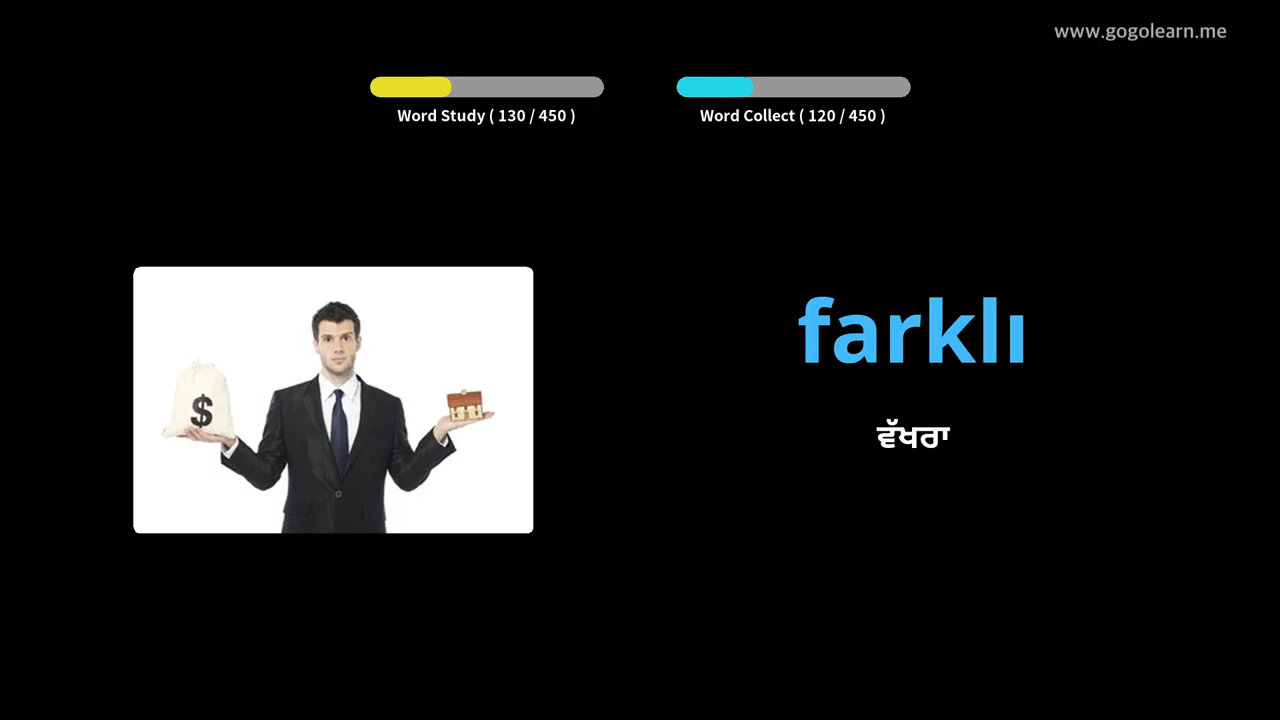 www.gogolearn.me
Word Study ( 130 / 450 )
Word Collect ( 120 / 450 )
farklı
ਵੱਖਰਾ
$